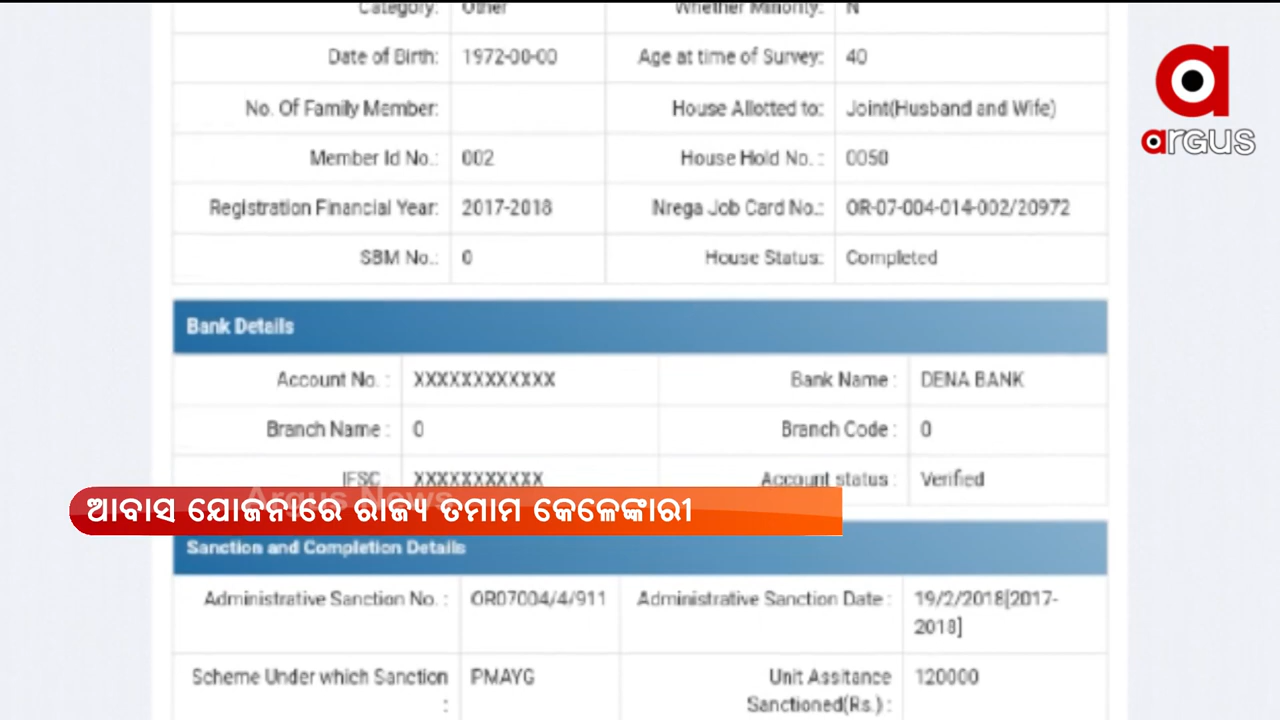 Category: Other Whether Minority: N
Date of Birth: 1972-00-00 Age at time of Survey: 40
No. Of Family Member: House Allotted to: Joint(Husband and Wife)
Member Id No.: 002 House Hold No. : 0050
Registration Financial Year: 2017-2018 Nrega Job Card No.: OR-07-004-014-002/20972
SBM No.: 0 House Status: Completed
Bank Details
Account No. : XXXXXXXXXXXX Bank Name : DENA BANK
Branch Name : 0 Branch Code : 0
IFSC XXXXXXXXXXX Account status : Verified
Argus News
ଆବାସ ଯୋଜନାରେ ରାଜ୍ୟ ତମାମ କେଳେଙ୍କାରୀ
Sanction and Completion Details
Administrative Sanction No. : OR07004/4/911 Administrative Sanction Date : 19/2/2018[2017-
2018]
Scheme Under which Sanction PMAYG Unit Assitance 120000
: Sanctioned(Rs.) :
argus